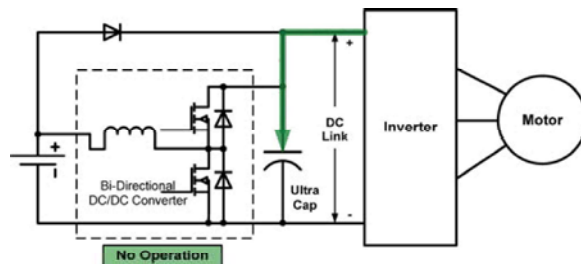 +
DC
Link
-
Inverter
Motor
+
-
Bi-Directional
DC/DC Converter
Ultra
Cap
No Operation